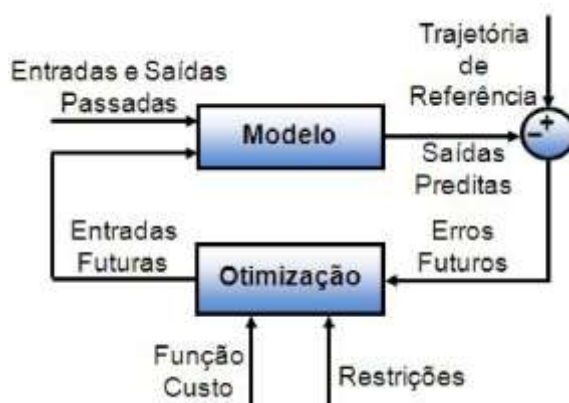 Entradas e Saídas
Passadas
Trajetória
de
Referência
Modelo
− +
Saídas
Preditas
Entradas
Futuras
Otimização
Erros
Futuros
Função
Custo
Restrições